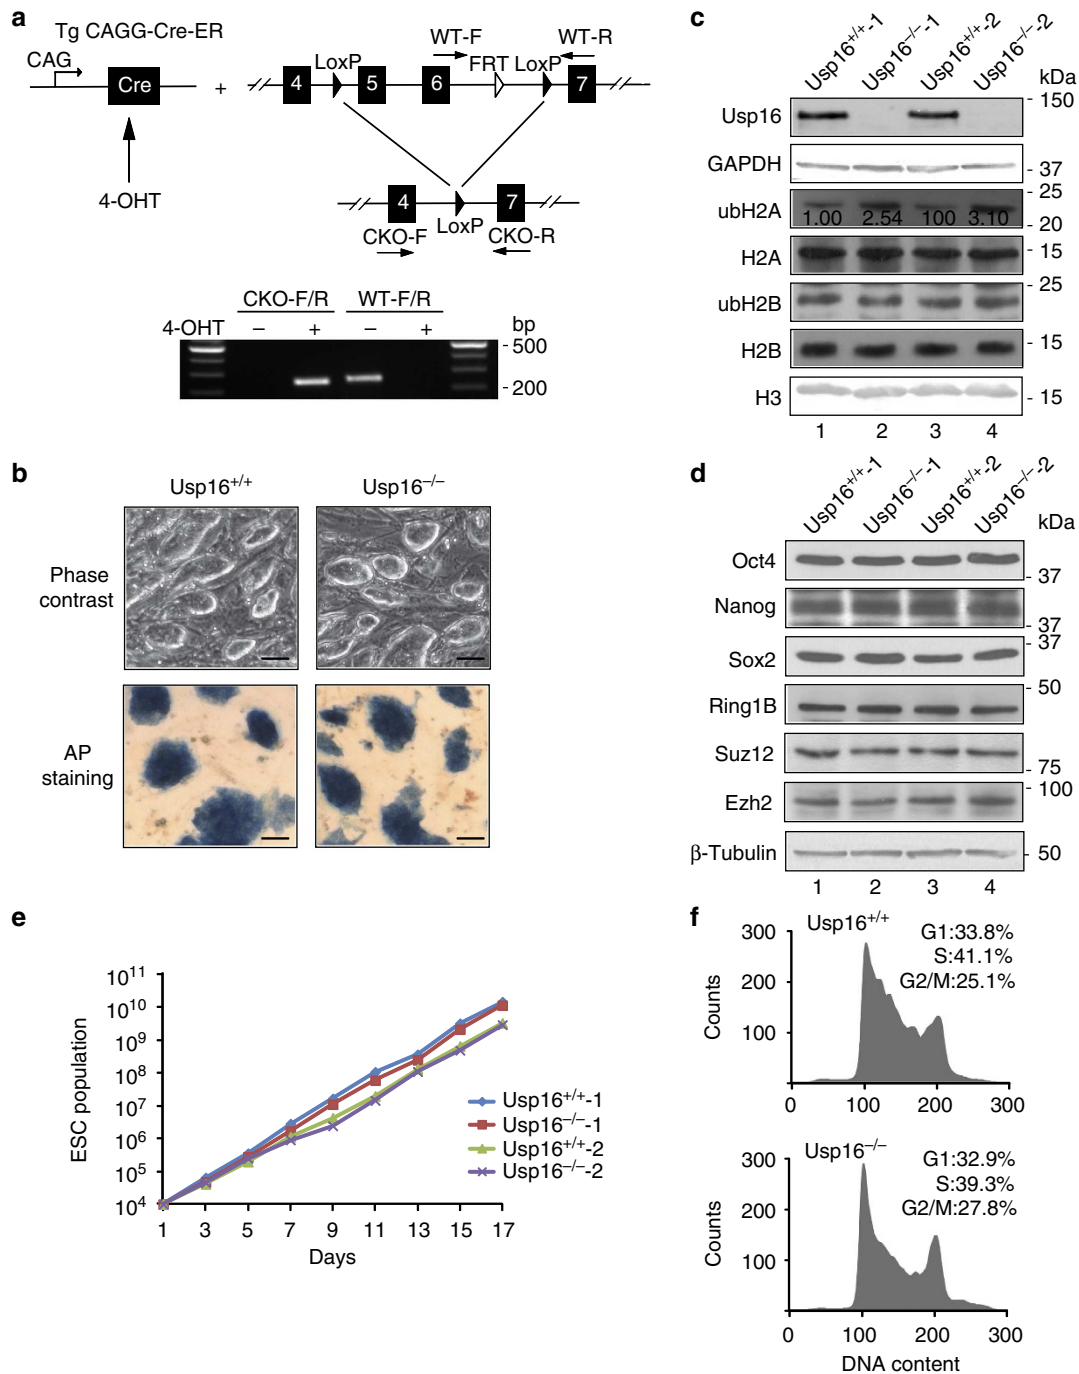 a
Tg CAGG-Cre-ER
CAG
Cre
4-OHT
+
WT-F
WT-R
LoxP
FRT
LoxP
4
5
6
7
4
7
LoxP
CKO-F
CKO-R
CKO-F/R
WT-F/R
4-OHT
–
+
–
+
bp
500
200
b
Usp16+/+
Usp16–/–
Phase
contrast
AP
staining
c
Usp16+/+-1
Usp16–/–-1
Usp16+/+-2
Usp16–/–-2
kDa
Usp16
150
GAPDH
37
ubH2A
1.00
2.54
100
3.10
25
20
H2A
15
ubH2B
25
H2B
15
H3
15
1
2
3
4
d
Usp16+/+-1
Usp16–/–-1
Usp16+/+-2
Usp16–/–-2
kDa
Oct4
37
Nanog
37
Sox2
37
Ring1B
50
Suz12
75
Ezh2
100
β-Tubulin
50
1
2
3
4
e
ESC population
10^11
10^10
10^9
10^8
10^7
10^6
10^5
10^4
1 3 5 7 9 11 13 15 17
Days
Usp16+/+-1
Usp16–/–-1
Usp16+/+-2
Usp16–/–-2
f
Usp16+/+
G1:33.8%
S:41.1%
G2/M:25.1%
Counts
300
200
100
0 100 200 300
Usp16–/–
G1:32.9%
S:39.3%
G2/M:27.8%
Counts
300
200
100
0 100 200 300
DNA content